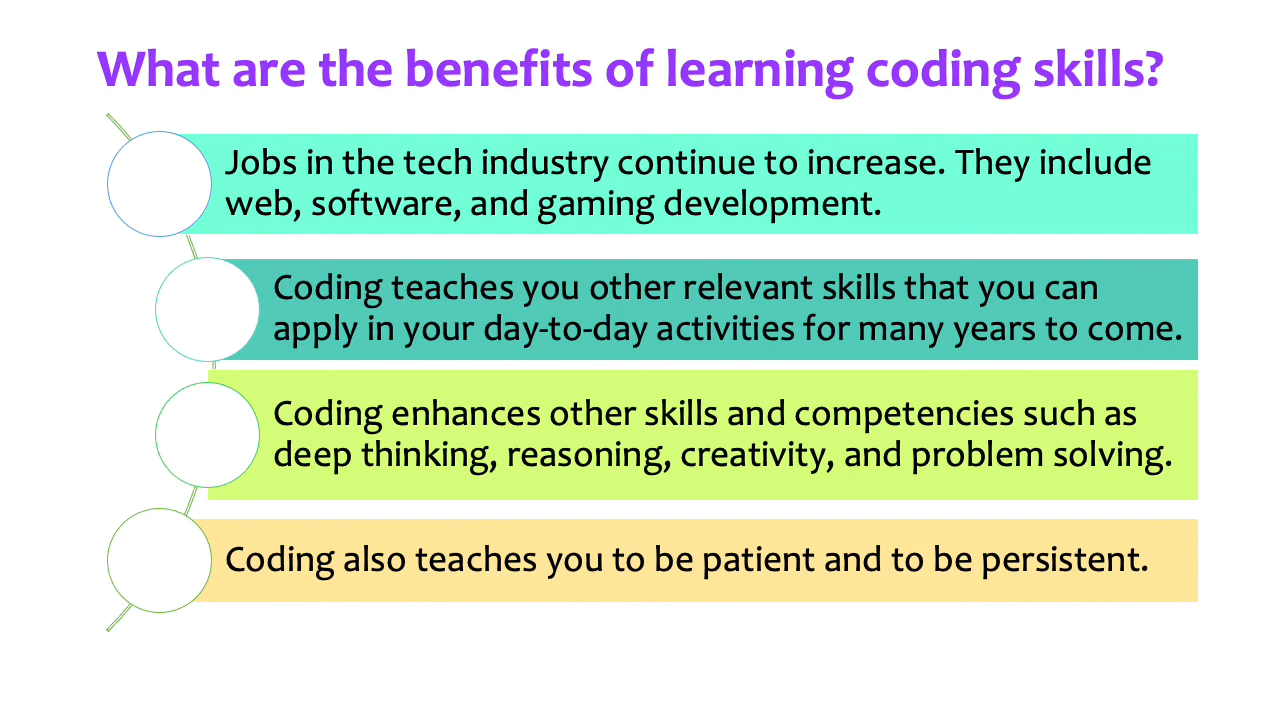 What are the benefits of learning coding skills?
Jobs in the tech industry continue to increase. They include
web, software, and gaming development.
Coding teaches you other relevant skills that you can
apply in your day-to-day activities for many years to come.
Coding enhances other skills and competencies such as
deep thinking, reasoning, creativity, and problem solving.
Coding also teaches you to be patient and to be persistent.